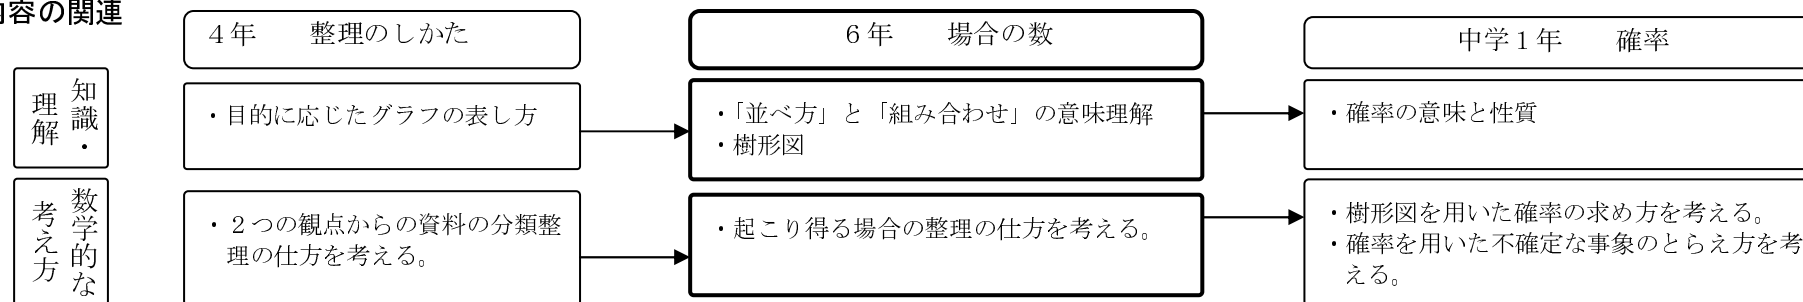 内容の関連
４年　　整理のしかた
６年　　場合の数
中学１年　　確率
知識・
理解
・目的に応じたグラフの表し方
・「並べ方」と「組み合わせ」の意味理解
・樹形図
・確率の意味と性質
数学的な
考え方
・２つの観点からの資料の分類整
理の仕方を考える。
・起こり得る場合の整理の仕方を考える。
・樹形図を用いた確率の求め方を考える。
・確率を用いた不確定な事象のとらえ方を考
える。